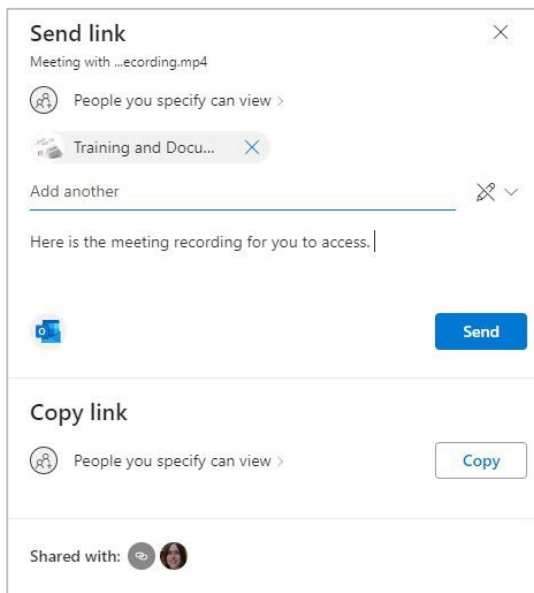 Send link
Meeting with ...ecording.mp4
People you specify can view >
Training and Docu...
Add another
Here is the meeting recording for you to access.
Send
Copy link
People you specify can view >
Copy
Shared with: